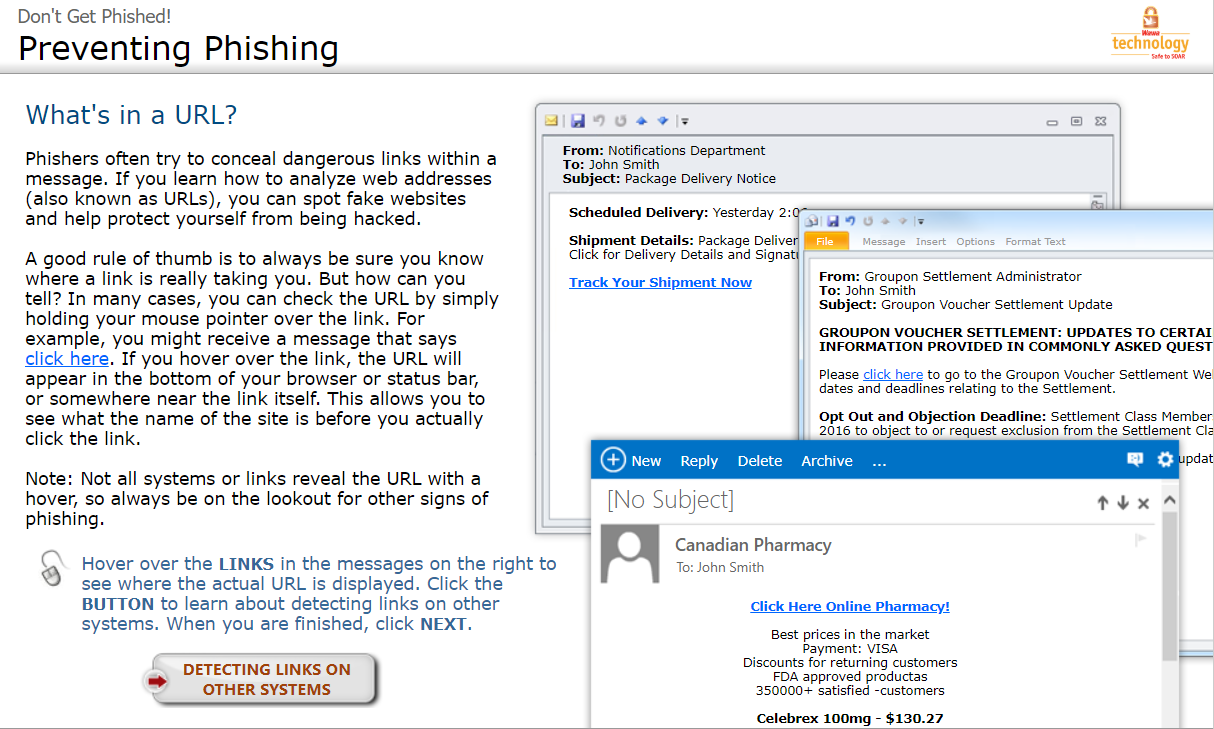 Don't Get Phished!
Preventing Phishing
Wawa
technology
Safe to SOAR
What's in a URL?
Phishers often try to conceal dangerous links within a
message. If you learn how to analyze web addresses
(also known as URLs), you can spot fake websites
and help protect yourself from being hacked.
A good rule of thumb is to always be sure you know
where a link is really taking you. But how can you
tell? In many cases, you can check the URL by simply
holding your mouse pointer over the link. For
example, you might receive a message that says
click here. If you hover over the link, the URL will
appear in the bottom of your browser or status bar,
or somewhere near the link itself. This allows you to
see what the name of the site is before you actually
click the link.
Note: Not all systems or links reveal the URL with a
hover, so always be on the lookout for other signs of
phishing.
Hover over the LINKS in the messages on the right to
see where the actual URL is displayed. Click the
BUTTON to learn about detecting links on other
systems. When you are finished, click NEXT.
DETECTING LINKS ON
OTHER SYSTEMS
From: Notifications Department
To: John Smith
Subject: Package Delivery Notice
Scheduled Delivery: Yesterday
Shipment Details: Package
Click for Delivery Details and
Track Your Shipment Now
File Message Insert Options Format Text
From: Groupon Settlement Administrator
To: John Smith
Subject: Groupon Voucher Settlement Update
GROUPON VOUCHER SETTLEMENT: UPDATES TO
INFORMATION PROVIDED IN COMMONLY ASKED
Please click here to go to the Groupon Voucher Settlement
dates and deadlines relating to the Settlement.
Opt Out and Objection Deadline: Settlement Class
2016 to object to or request exclusion from the Settlement
New Reply Delete Archive ...
[No Subject]
Canadian Pharmacy
To: John Smith
Click Here Online Pharmacy!
Best prices in the market
Payment: VISA
Discounts for returning customers
FDA approved productas
350000+ satisfied -customers
Celebrex 100mg - $130.27